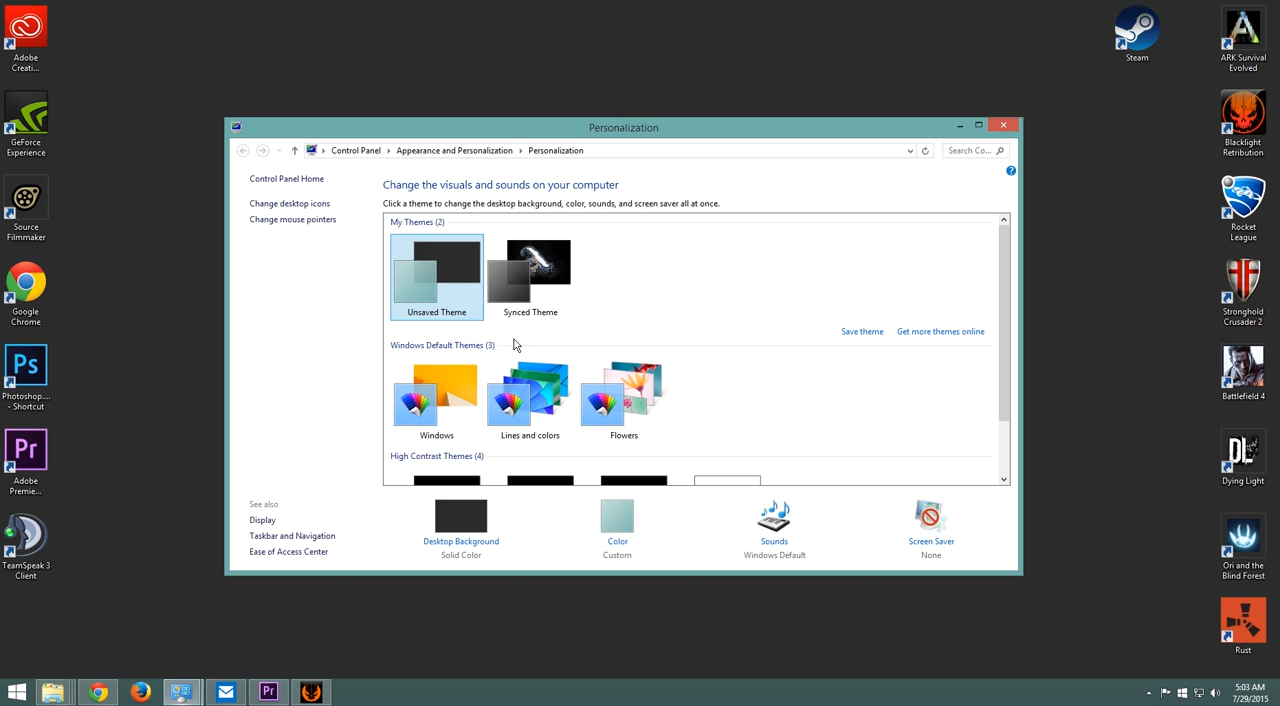 Adobe
Creati...
GeForce
Experience
Source
Filmmaker
Google
Chrome
Ps
Photoshop....
- Shortcut
Pr
Adobe
Premie...
TeamSpeak 3
Client
Steam
ARK Survival
Evolved
Blacklight
Retribution
Rocket
League
Stronghold
Crusader 2
Battlefield 4
DL
Dying Light
Ori and the
Blind Forest
Rust
Personalization
Control Panel
Appearance and Personalization
Personalization
Search Co...
Control Panel Home
Change desktop icons
Change mouse pointers
Change the visuals and sounds on your computer
Click a theme to change the desktop background, color, sounds, and screen saver all at once.
My Themes (2)
Unsaved Theme
Synced Theme
Save theme
Get more themes online
Windows Default Themes (3)
Windows
Lines and colors
Flowers
High Contrast Themes (4)
See also
Display
Taskbar and Navigation
Ease of Access Center
Desktop Background
Solid Color
Color
Custom
Sounds
Windows Default
Screen Saver
None
Pr
5:03 AM
7/29/2015